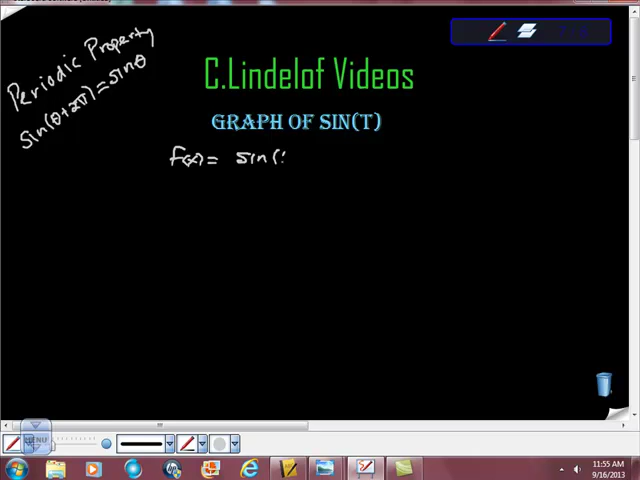 Periodic Property
sin(θ+2π)=sinθ
C.Lindelof Videos
GRAPH OF SIN(T)
f(x)= sin(
MENU
11:55 AM
9/16/2013